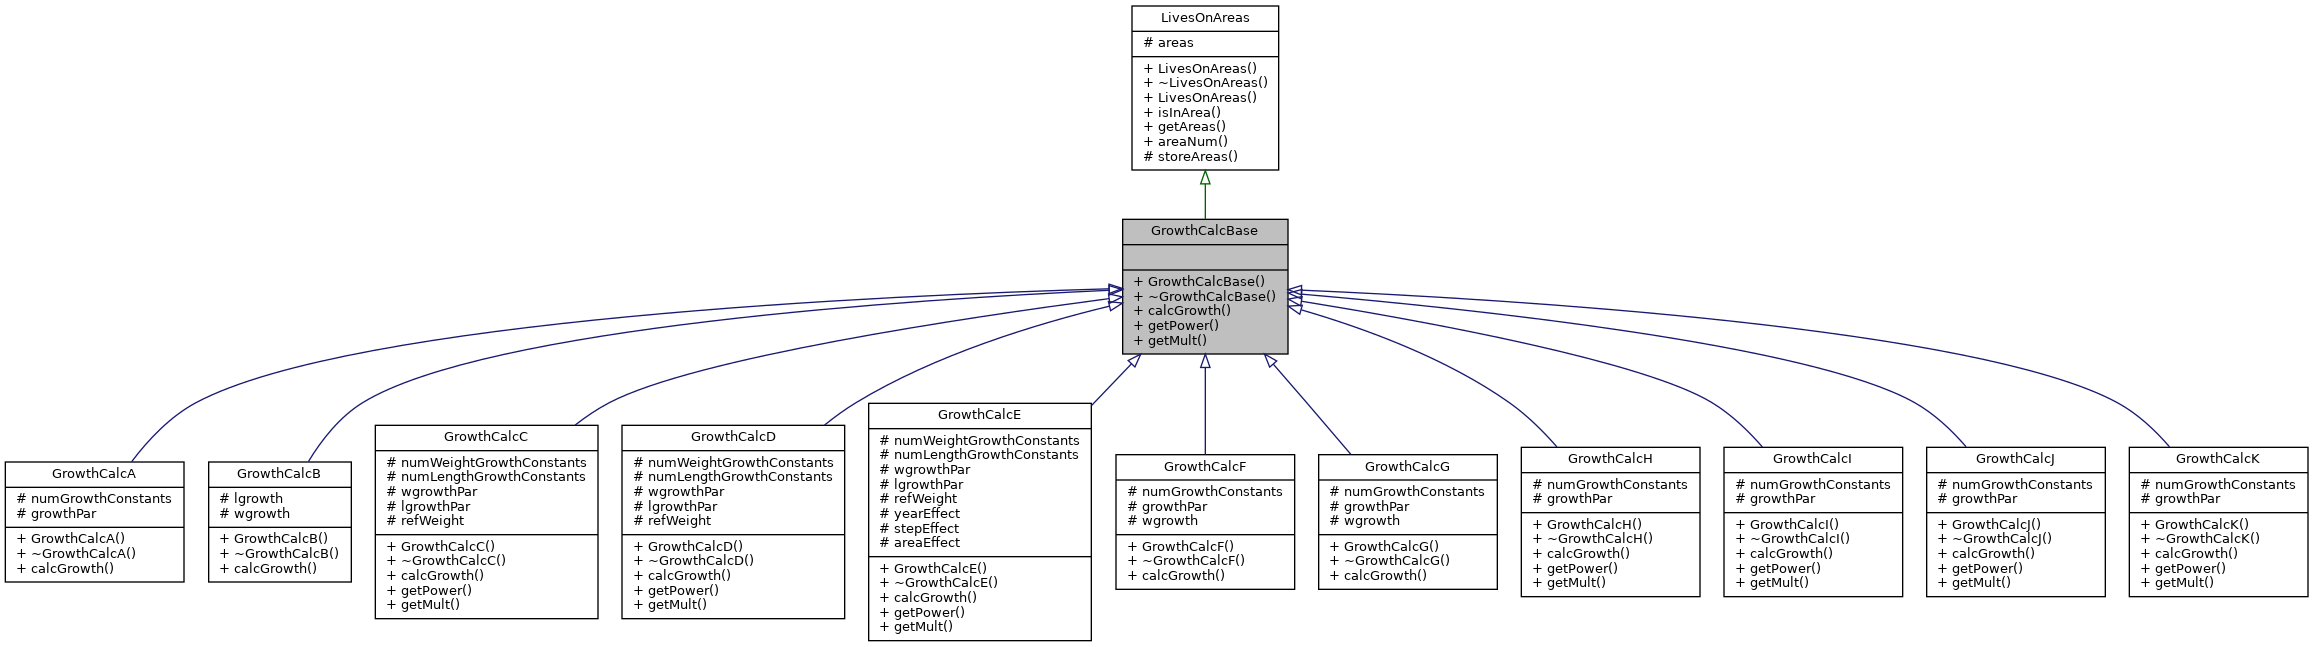 LivesOnAreas
# areas
+ LivesOnAreas()
+ ~LivesOnAreas()
+ LivesOnAreas()
+ isInArea()
+ getAreas()
+ areaNum()
# storeAreas()
GrowthCalcBase
+ GrowthCalcBase()
+ ~GrowthCalcBase()
+ calcGrowth()
+ getPower()
+ getMult()
GrowthCalcA
# numGrowthConstants
# growthPar
+ GrowthCalcA()
+ ~GrowthCalcA()
+ calcGrowth()
GrowthCalcB
# lgrowth
# wgrowth
+ GrowthCalcB()
+ ~GrowthCalcB()
+ calcGrowth()
GrowthCalcC
# numWeightGrowthConstants
# numLengthGrowthConstants
# wgrowthPar
# lgrowthPar
# refWeight
+ GrowthCalcC()
+ ~GrowthCalcC()
+ calcGrowth()
+ getPower()
+ getMult()
GrowthCalcD
# numWeightGrowthConstants
# numLengthGrowthConstants
# wgrowthPar
# lgrowthPar
# refWeight
+ GrowthCalcD()
+ ~GrowthCalcD()
+ calcGrowth()
+ getPower()
+ getMult()
GrowthCalcE
# numWeightGrowthConstants
# numLengthGrowthConstants
# wgrowthPar
# lgrowthPar
# refWeight
# yearEffect
# stepEffect
# areaEffect
+ GrowthCalcE()
+ ~GrowthCalcE()
+ calcGrowth()
+ getPower()
+ getMult()
GrowthCalcF
# numGrowthConstants
# growthPar
# wgrowth
+ GrowthCalcF()
+ ~GrowthCalcF()
+ calcGrowth()
GrowthCalcG
# numGrowthConstants
# growthPar
# wgrowth
+ GrowthCalcG()
+ ~GrowthCalcG()
+ calcGrowth()
GrowthCalcH
# numGrowthConstants
# growthPar
+ GrowthCalcH()
+ ~GrowthCalcH()
+ calcGrowth()
+ getPower()
+ getMult()
GrowthCalcI
# numGrowthConstants
# growthPar
+ GrowthCalcI()
+ ~GrowthCalcI()
+ calcGrowth()
+ getPower()
+ getMult()
GrowthCalcJ
# numGrowthConstants
# growthPar
+ GrowthCalcJ()
+ ~GrowthCalcJ()
+ calcGrowth()
+ getPower()
+ getMult()
GrowthCalcK
# numGrowthConstants
# growthPar
+ GrowthCalcK()
+ ~GrowthCalcK()
+ calcGrowth()
+ getPower()
+ getMult()